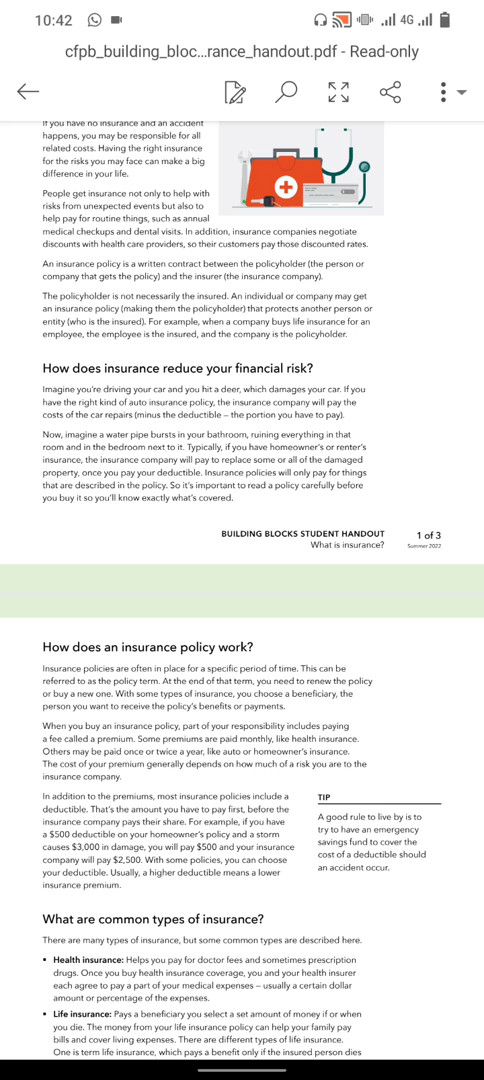 10:42
4G
cfpb_building_bloc...rance_handout.pdf - Read-only
If you have no insurance and an accident
happens, you may be responsible for all
related costs. Having the right insurance
for the risks you may face can make a big
difference in your life.
People get insurance not only to help with
risks from unexpected events but also to
help pay for routine things, such as annual
medical checkups and dental visits. In addition, insurance companies negotiate
discounts with health care providers, so their customers pay those discounted rates.
An insurance policy is a written contract between the policyholder (the person or
company that gets the policy) and the insurer (the insurance company).
The policyholder is not necessarily the insured. An individual or company may get
an insurance policy (making them the policyholder) that protects another person or
entity (who is the insured). For example, when a company buys life insurance for an
employee, the employee is the insured, and the company is the policyholder.
How does insurance reduce your financial risk?
Imagine you're driving your car and you hit a deer, which damages your car. If you
have the right kind of auto insurance policy, the insurance company will pay the
costs of the car repairs (minus the deductible – the portion you have to pay).
Now, imagine a water pipe bursts in your bathroom, ruining everything in that
room and in the bedroom next to it. Typically, if you have homeowner's or renter's
insurance, the insurance company will pay to replace some or all of the damaged
property, once you pay your deductible. Insurance policies will only pay for things
that are described in the policy. So it's important to read a policy carefully before
you buy it so you'll know exactly what's covered.
BUILDING BLOCKS STUDENT HANDOUT
What is insurance?
1 of 3
Summer 2022
How does an insurance policy work?
Insurance policies are often in place for a specific period of time. This can be
referred to as the policy term. At the end of that term, you need to renew the policy
or buy a new one. With some types of insurance, you choose a beneficiary, the
person you want to receive the policy's benefits or payments.
When you buy an insurance policy, part of your responsibility includes paying
a fee called a premium. Some premiums are paid monthly, like health insurance.
Others may be paid once or twice a year, like auto or homeowner's insurance.
The cost of your premium generally depends on how much of a risk you are to the
insurance company.
In addition to the premiums, most insurance policies include a
deductible. That's the amount you have to pay first, before the
insurance company pays their share. For example, if you have
a $500 deductible on your homeowner's policy and a storm
causes $3,000 in damage, you will pay $500 and your insurance
company will pay $2,500. With some policies, you can choose
your deductible. Usually, a higher deductible means a lower
insurance premium.
TIP
A good rule to live by is to
try to have an emergency
savings fund to cover the
cost of a deductible should
an accident occur.
What are common types of insurance?
There are many types of insurance, but some common types are described here.
• Health insurance: Helps you pay for doctor fees and sometimes prescription
drugs. Once you buy health insurance coverage, you and your health insurer
each agree to pay a part of your medical expenses – usually a certain dollar
amount or percentage of the expenses.
• Life insurance: Pays a beneficiary you select a set amount of money if or when
you die. The money from your life insurance policy can help your family pay
bills and cover living expenses. There are different types of life insurance.
One is term life insurance, which pays a benefit only if the insured person dies